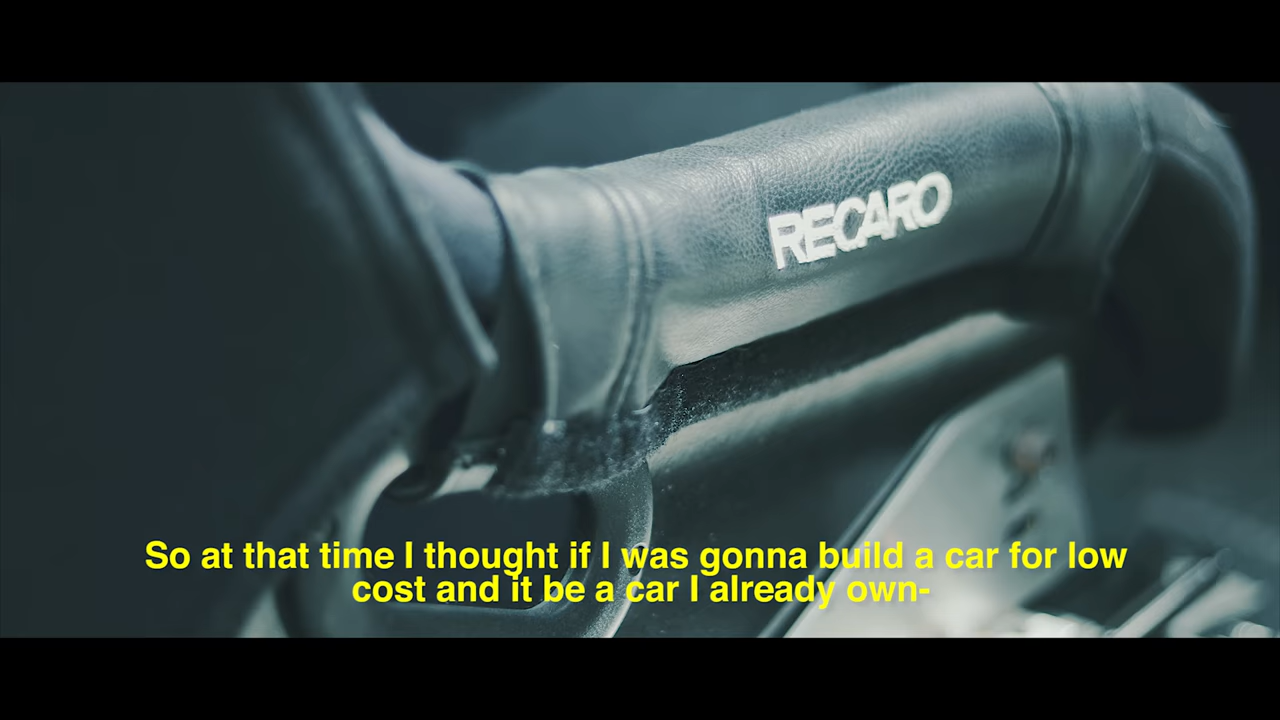 RECARO
So at that time I thought if I was gonna build a car for low
cost and it be a car I already own-